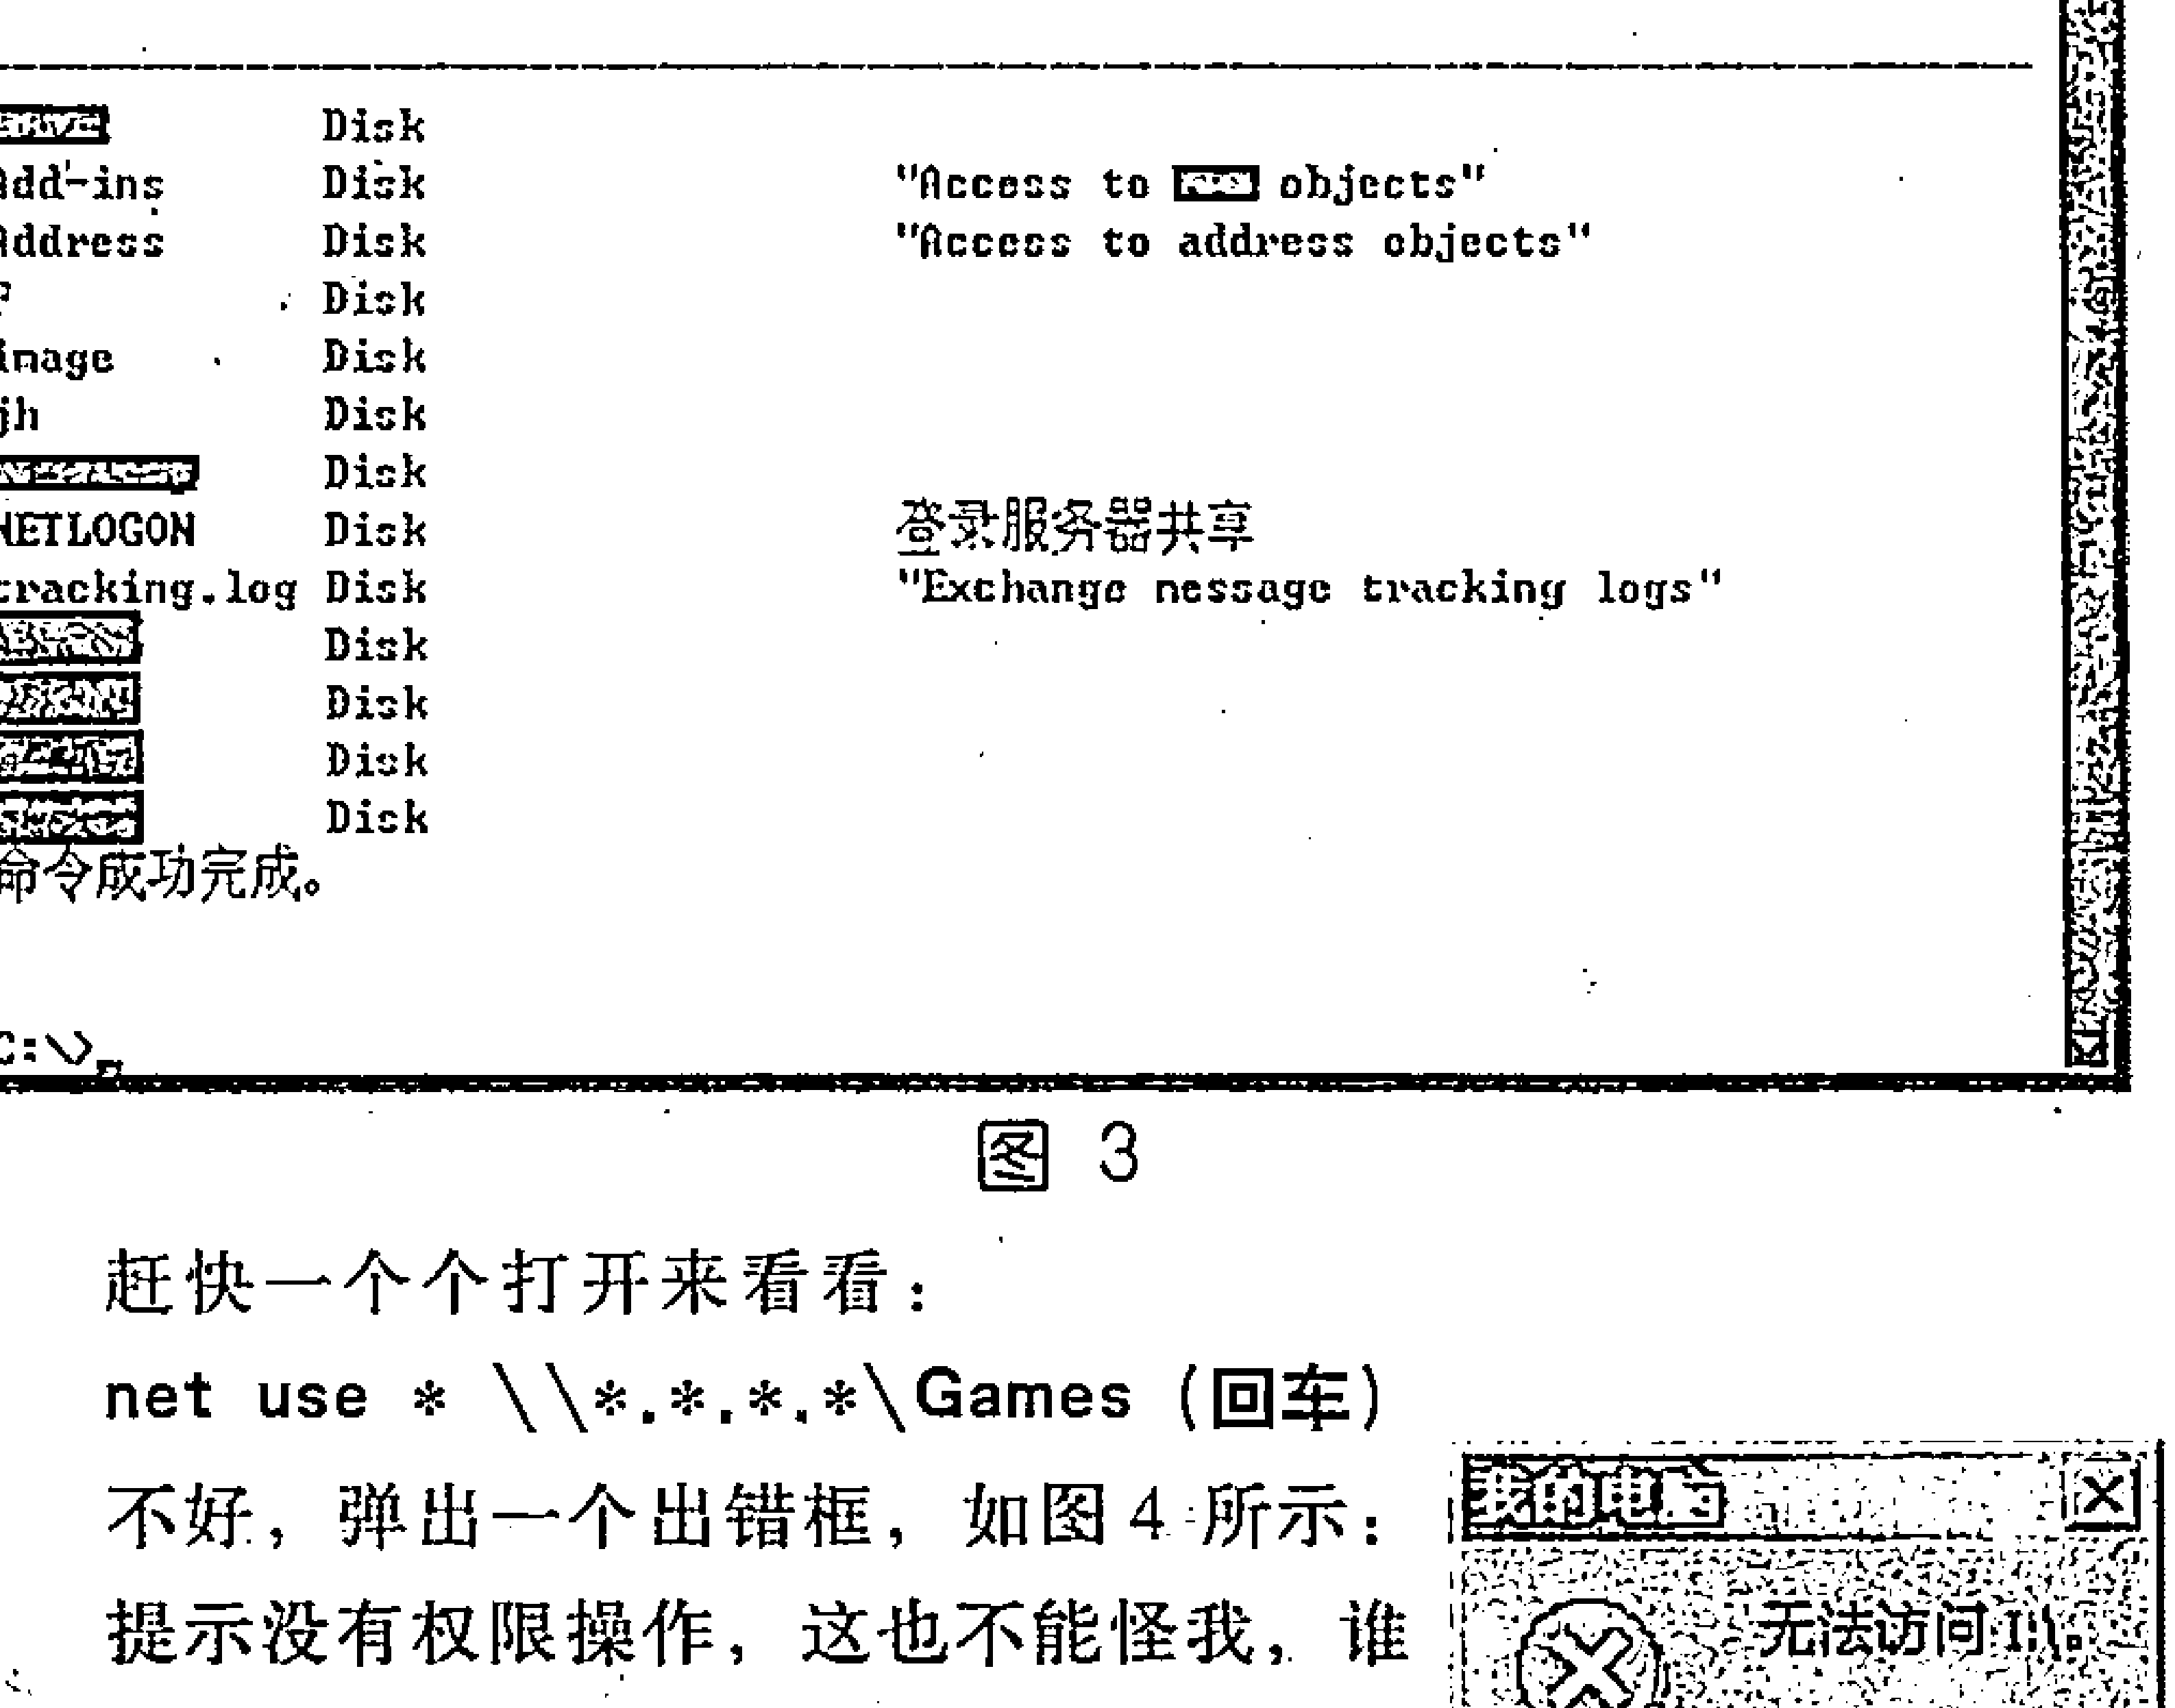 Disk
Add-ins Disk "Access to objects"
Address Disk "Access to address objects"
F Disk
image Disk
jh Disk
Disk
NETLOGON Disk 登录服务器共享
tracking.log Disk "Exchange message tracking logs"
Disk
Disk
Disk
Disk
命令成功完成。
C:\>_
图 3
赶快一个个打开来看看：
net use * \\*.*.*.*\Games (回车)
不好，弹出一个出错框，如图 4 所示：
提示没有权限操作，这也不能怪我，谁
我的电脑
无法访问 I:\。